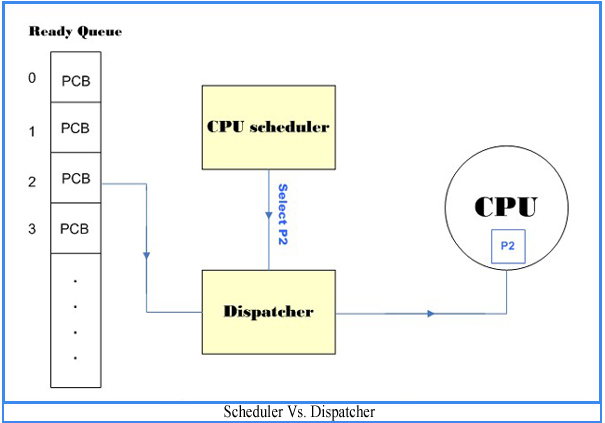 Ready Queue
0 PCB
1 PCB
2 PCB
3 PCB
CPU scheduler
Select P2
Dispatcher
CPU
P2
Scheduler Vs. Dispatcher